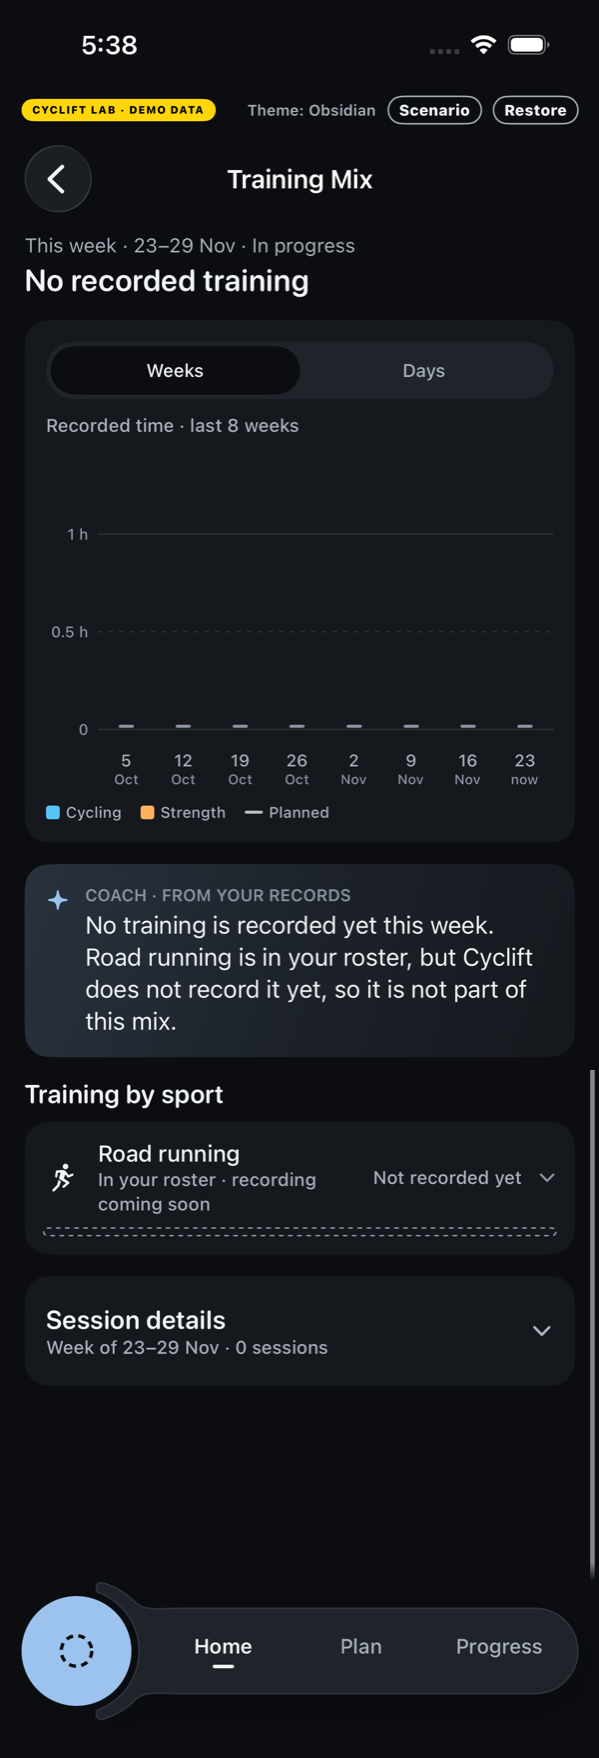 5:38
CYCLIFT LAB · DEMO DATA
Theme: Obsidian
Scenario
Restore
Training Mix
This week · 23–29 Nov · In progress
No recorded training
Weeks
Days
Recorded time · last 8 weeks
1 h
0.5 h
0
5 12 19 26 2 9 16 23
Oct Oct Oct Oct Nov Nov Nov now
Cycling
Strength
Planned
COACH · FROM YOUR RECORDS
No training is recorded yet this week.
Road running is in your roster, but Cyclift
does not record it yet, so it is not part of
this mix.
Training by sport
Road running
In your roster · recording
coming soon
Not recorded yet
Session details
Week of 23–29 Nov · 0 sessions
Home
Plan
Progress